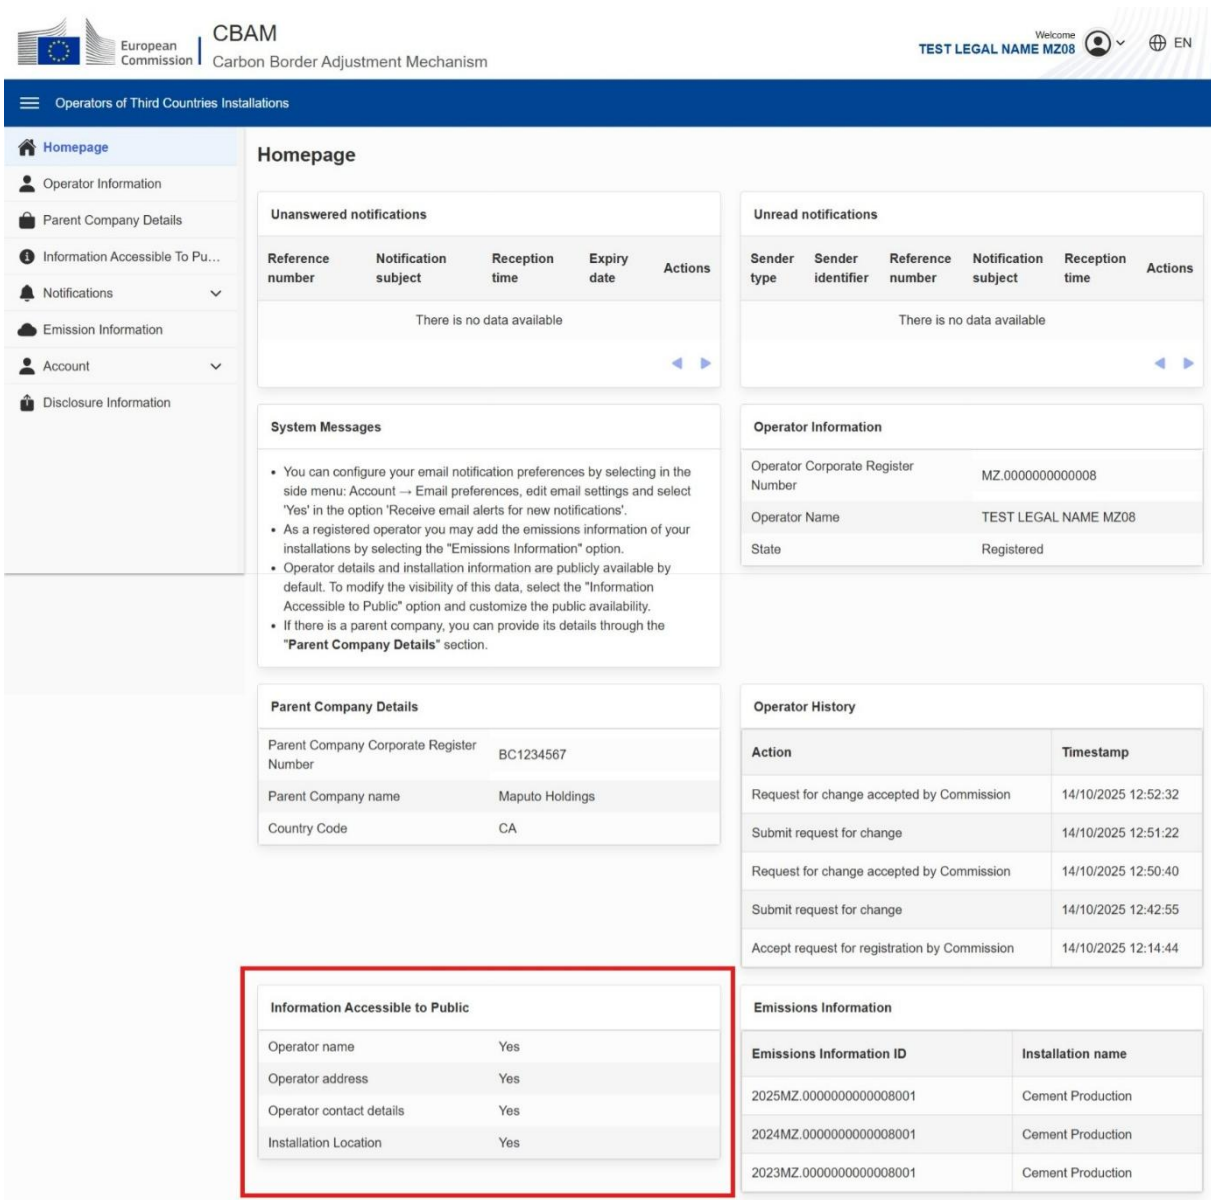 European
Commission
CBAM
Carbon Border Adjustment Mechanism
Welcome
TEST LEGAL NAME MZ08
EN
Operators of Third Countries Installations
Homepage
Operator Information
Parent Company Details
Information Accessible To Pu...
Notifications
Emission Information
Account
Disclosure Information
Homepage
Unanswered notifications
Reference number Notification subject Reception time Expiry date Actions
There is no data available
Unread notifications
Sender type Sender identifier Reference number Notification subject Reception time Actions
There is no data available
System Messages
• You can configure your email notification preferences by selecting in the
side menu: Account → Email preferences, edit email settings and select
'Yes' in the option 'Receive email alerts for new notifications'.
• As a registered operator you may add the emissions information of your
installations by selecting the "Emissions Information" option.
• Operator details and installation information are publicly available by
default. To modify the visibility of this data, select the "Information
Accessible to Public" option and customize the public availability.
• If there is a parent company, you can provide its details through the
"Parent Company Details" section.
Operator Information
Operator Corporate Register Number MZ.0000000000008
Operator Name TEST LEGAL NAME MZ08
State Registered
Parent Company Details
Parent Company Corporate Register Number BC1234567
Parent Company name Maputo Holdings
Country Code CA
Operator History
Action Timestamp
Request for change accepted by Commission 14/10/2025 12:52:32
Submit request for change 14/10/2025 12:51:22
Request for change accepted by Commission 14/10/2025 12:50:40
Submit request for change 14/10/2025 12:42:55
Accept request for registration by Commission 14/10/2025 12:14:44
Information Accessible to Public
Operator name Yes
Operator address Yes
Operator contact details Yes
Installation Location Yes
Emissions Information
Emissions Information ID Installation name
2025MZ.0000000000008001 Cement Production
2024MZ.0000000000008001 Cement Production
2023MZ.0000000000008001 Cement Production